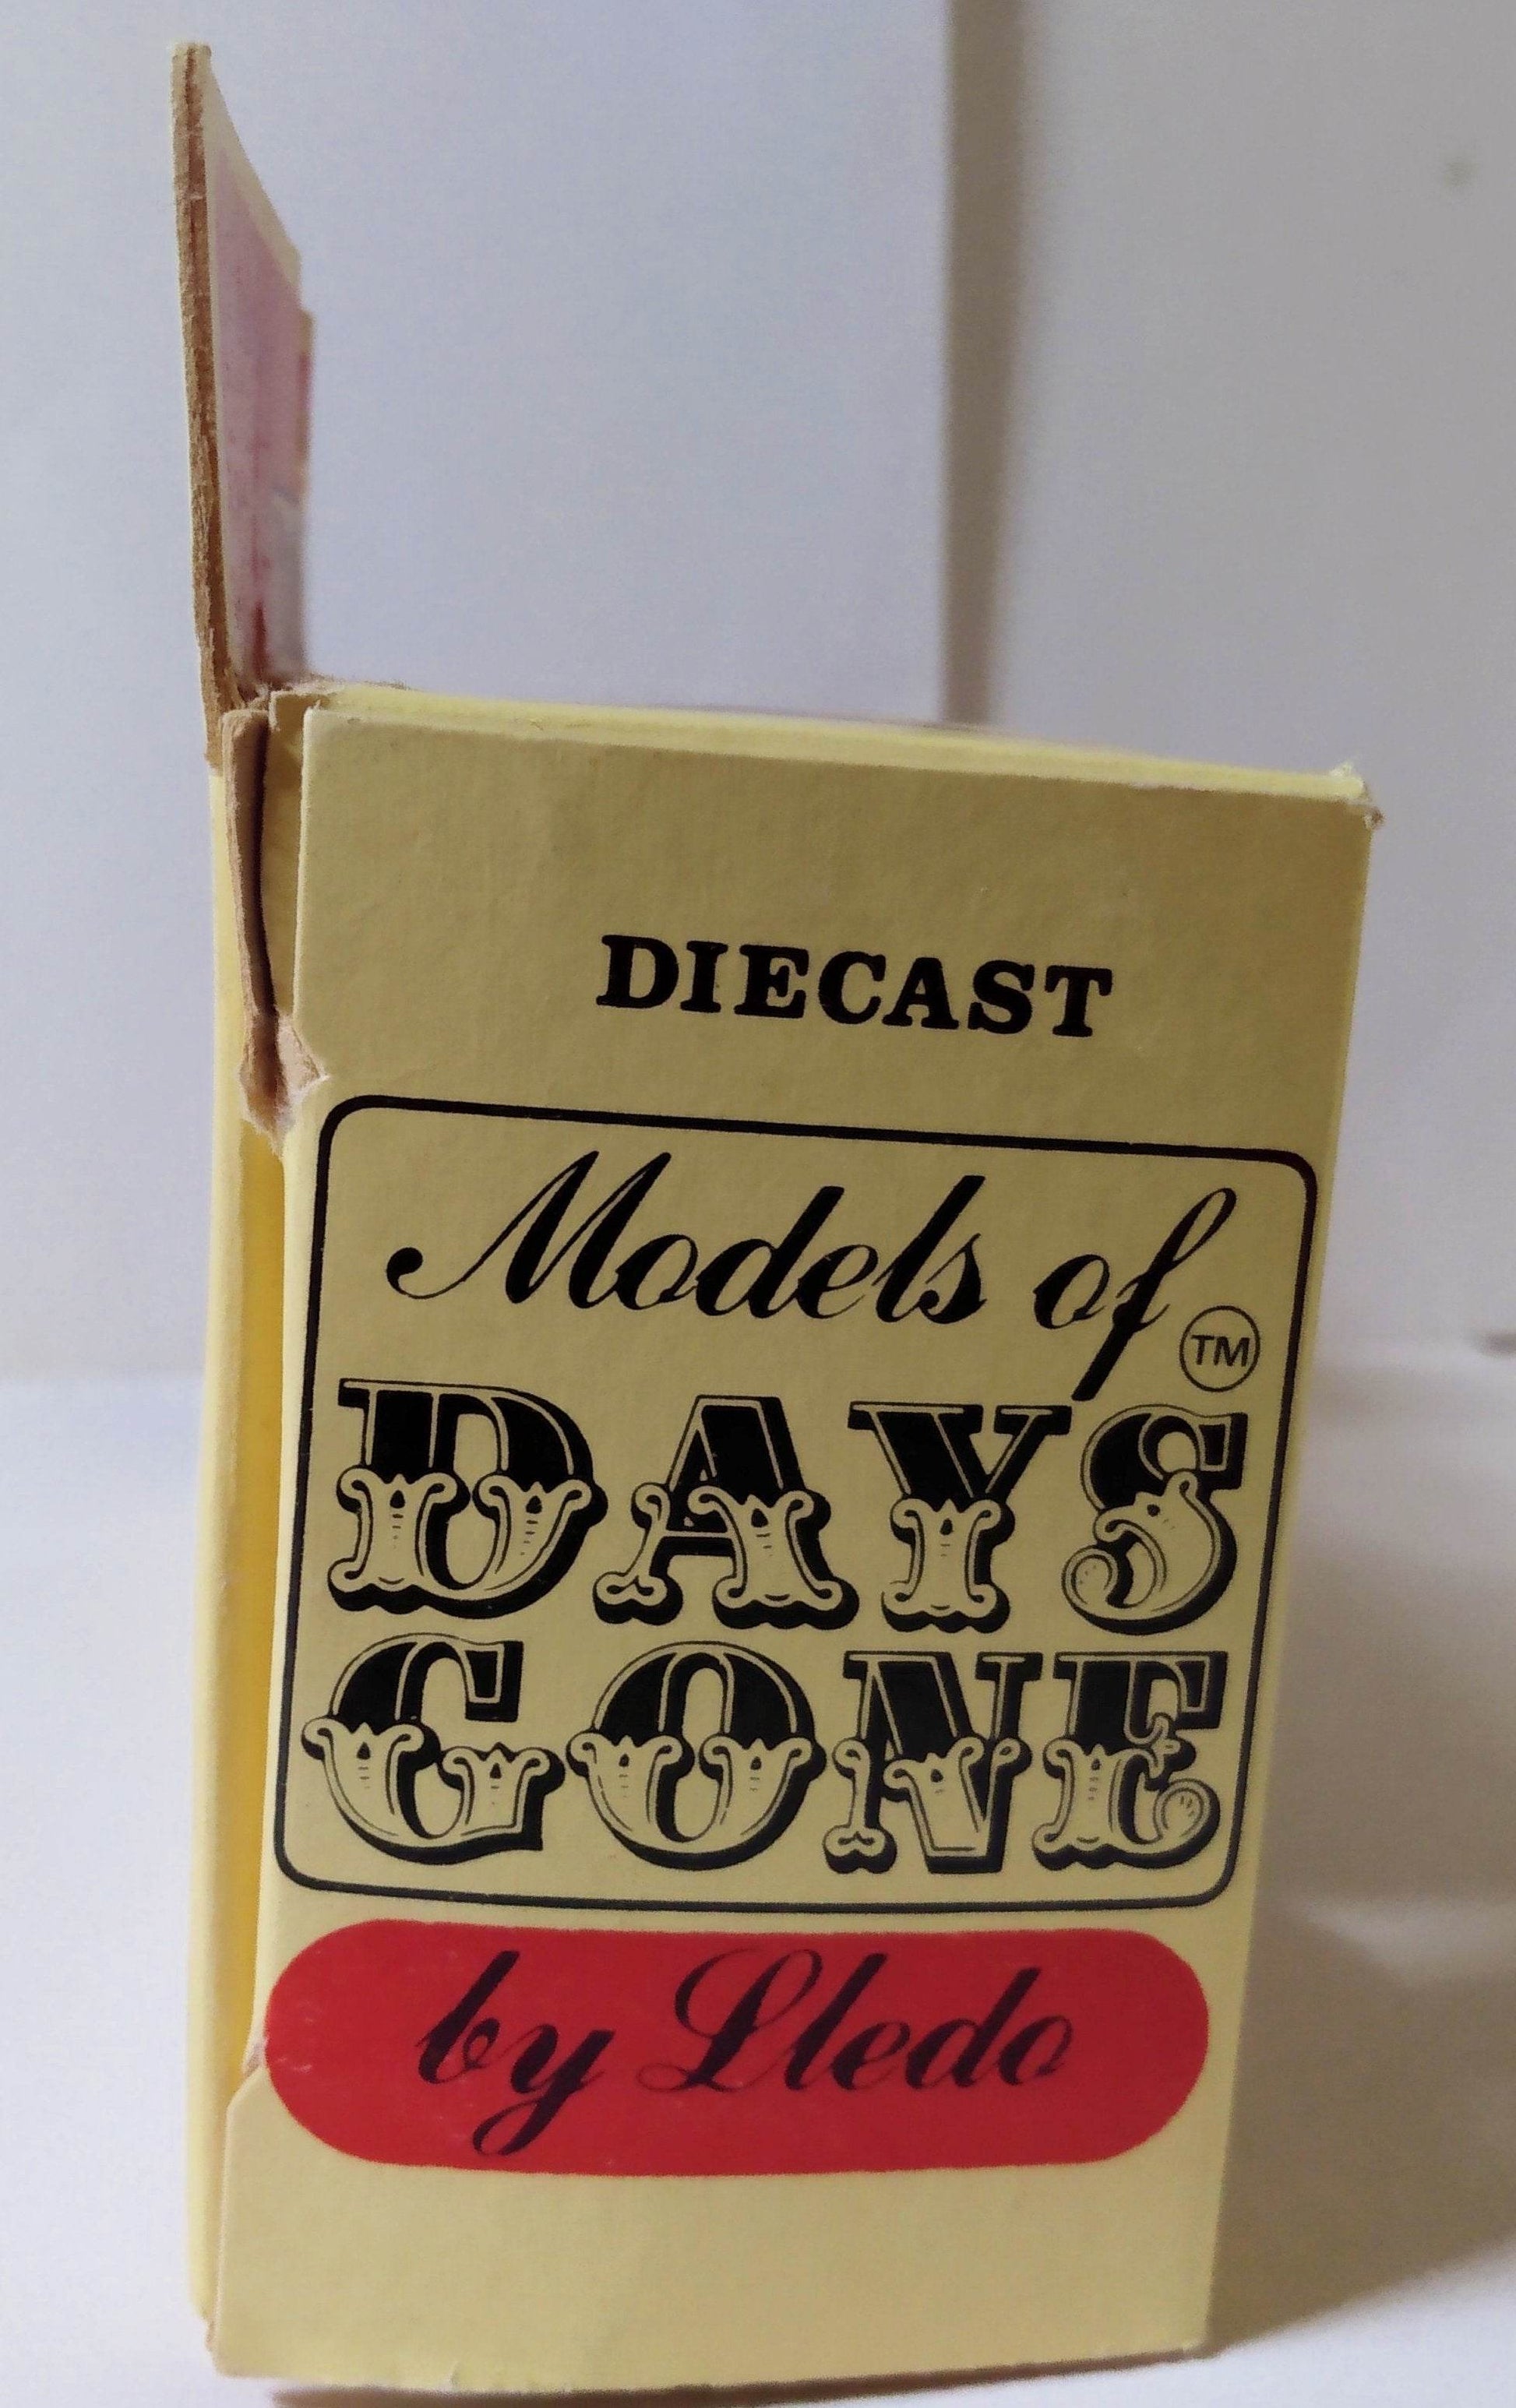 DIECAST
Models of
TM
DAYS
GONE
by Lledo